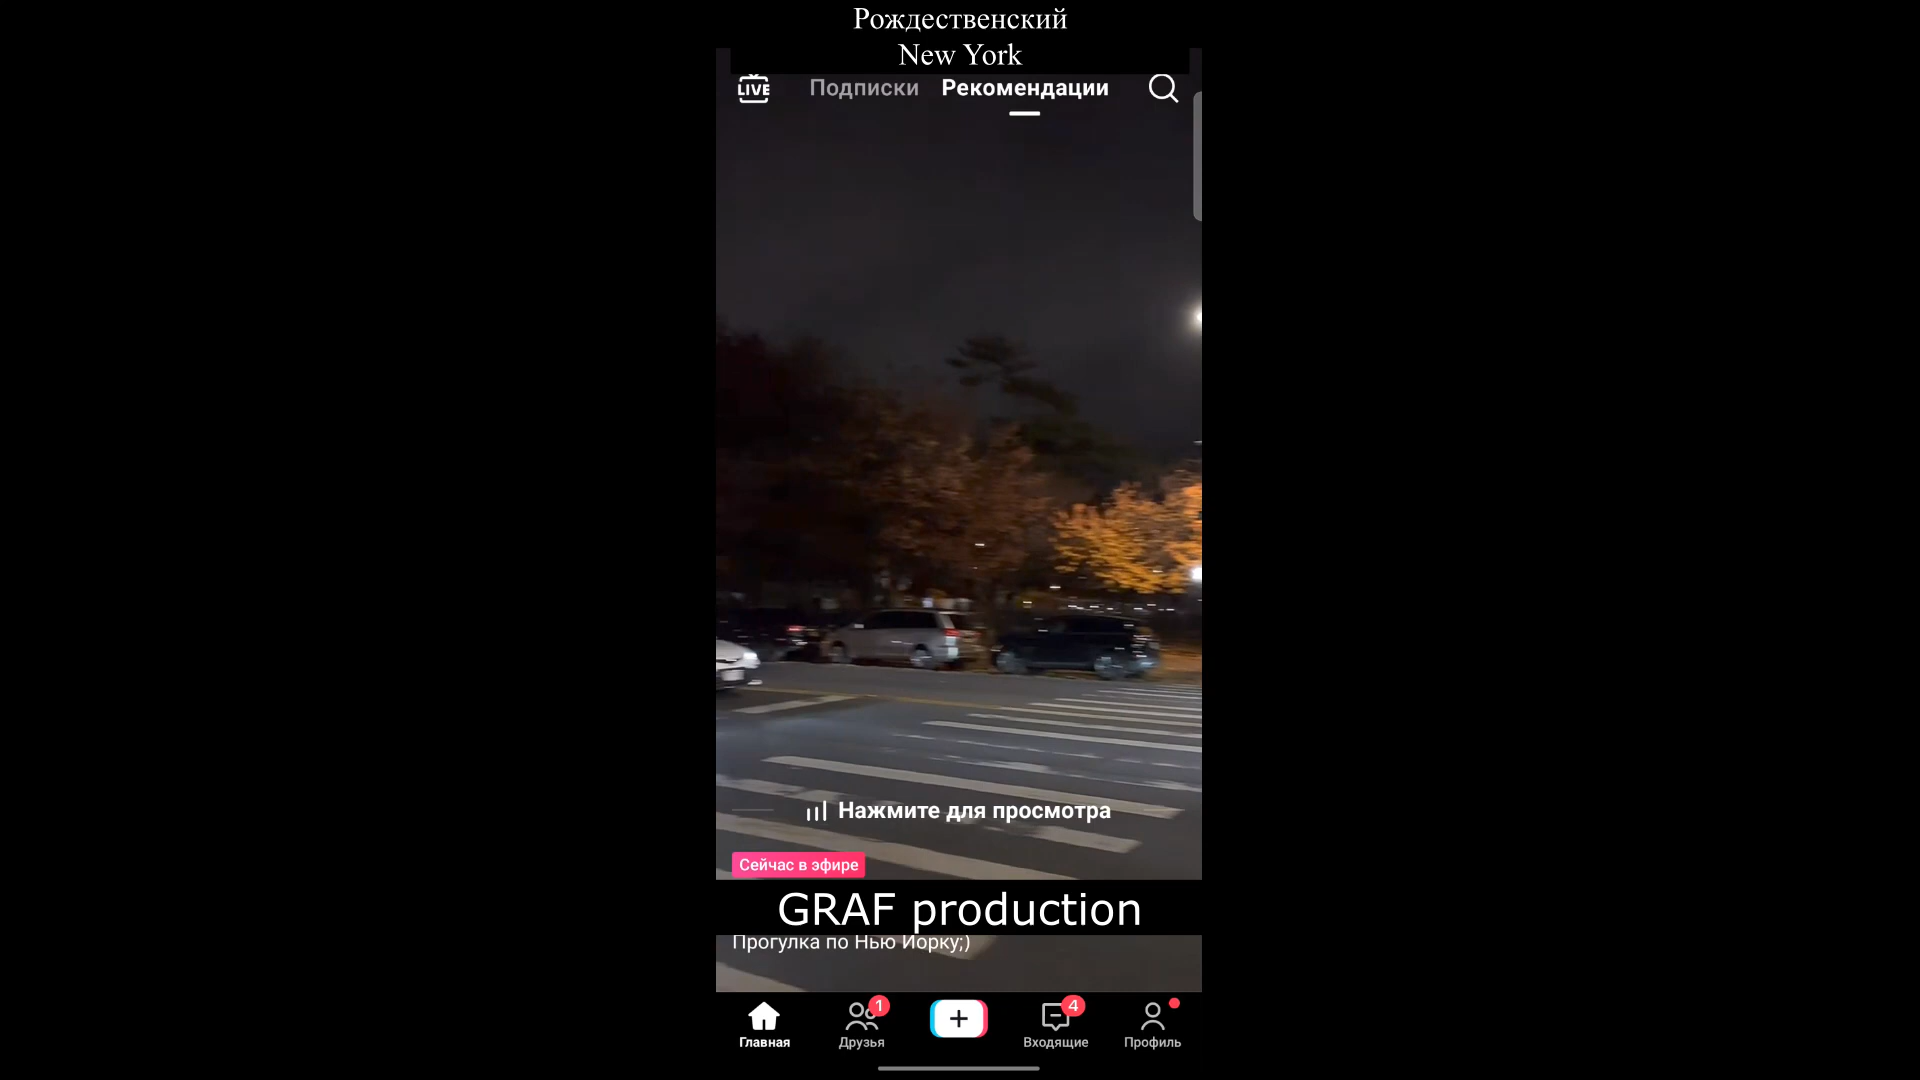 Рождественский
New York
LIVE
Подписки Рекомендации
Нажмите для просмотра
Сейчас в эфире
GRAF production
Прогулка по Нью Йорку;)
1
4
Главная Друзья Входящие Профиль